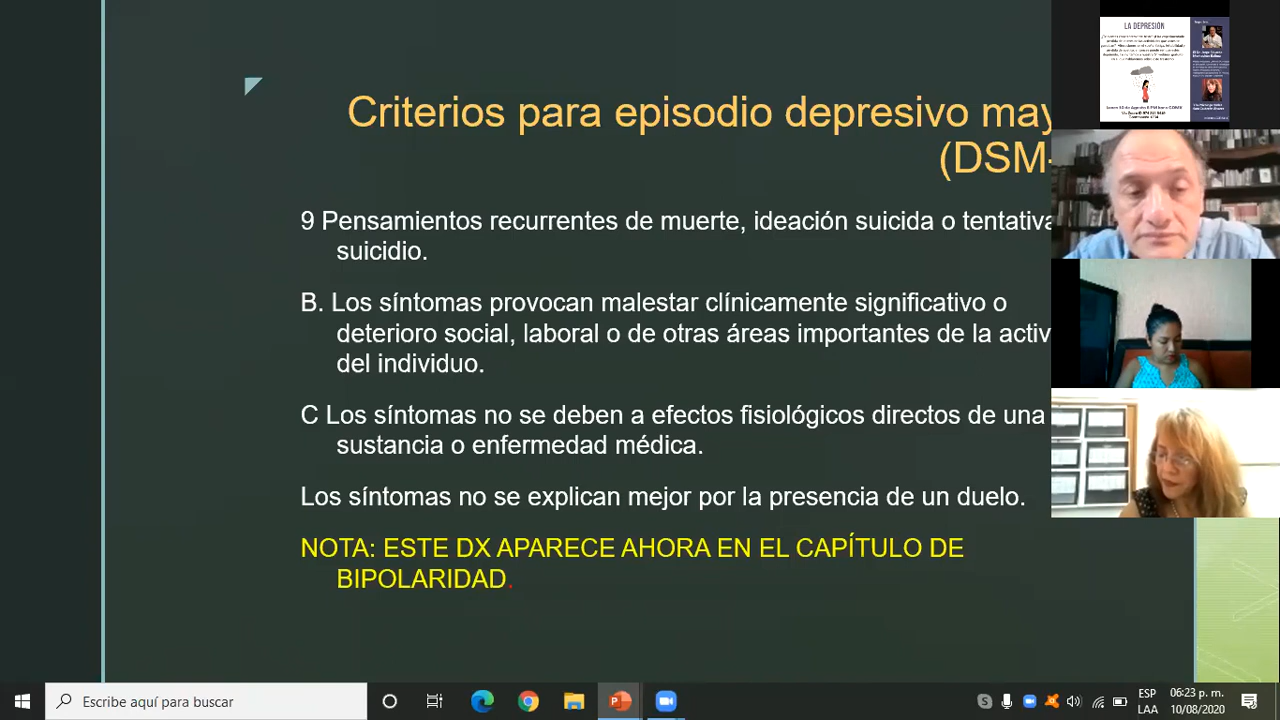 Criterios para episodio depresivo may
(DSM-
9 Pensamientos recurrentes de muerte, ideación suicida o tentativa
suicidio.
B. Los síntomas provocan malestar clínicamente significativo o
deterioro social, laboral o de otras áreas importantes de la activ
del individuo.
C Los síntomas no se deben a efectos fisiológicos directos de una
sustancia o enfermedad médica.
Los síntomas no se explican mejor por la presencia de un duelo.
NOTA: ESTE DX APARECE AHORA EN EL CAPÍTULO DE
BIPOLARIDAD.
LA DEPRESIÓN
Escribe aquí para buscar
ESP
LAA
06:23 p. m.
10/08/2020